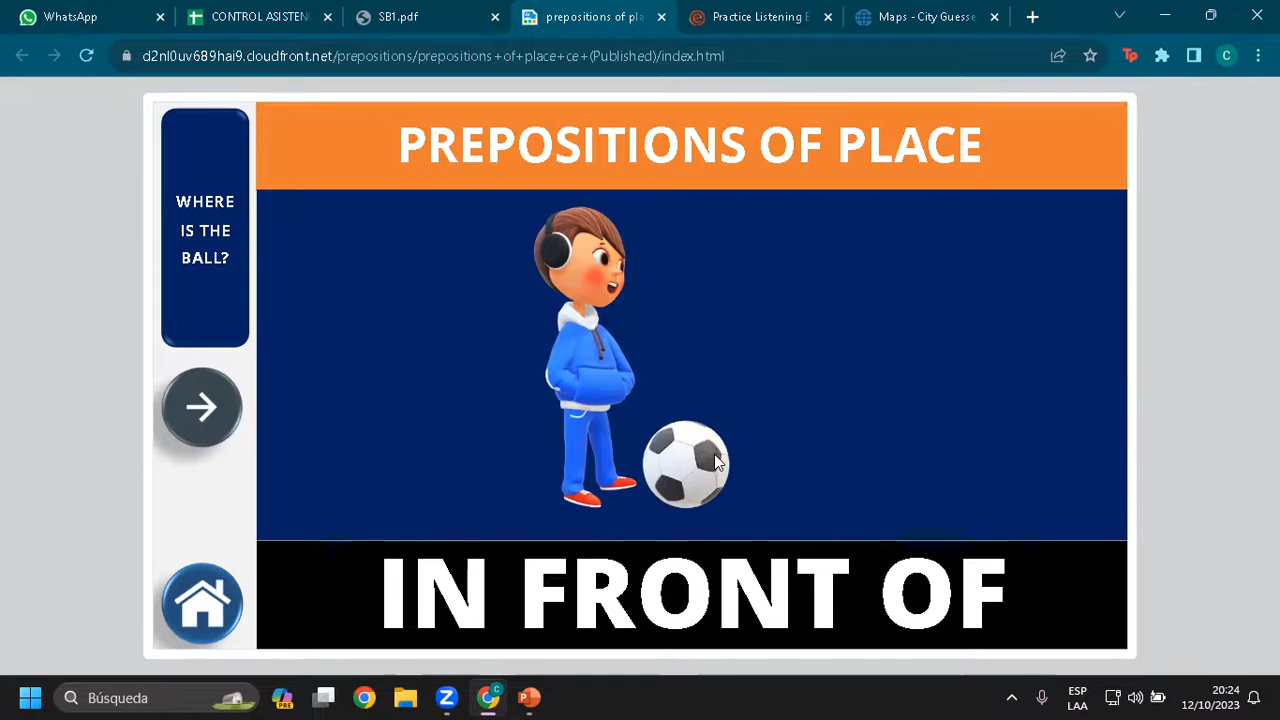 WhatsApp
CONTROL ASISTEN
SB1.pdf
prepositions of pla
Practice Listening E
Maps - City Guesse
d2nl0uv689hai9.cloudfront.net/prepositions/prepositions+of+place+ce+(Published)/index.html
Tp
C
PREPOSITIONS OF PLACE
WHERE
IS THE
BALL?
IN FRONT OF
Búsqueda
PRE
C
ESP
LAA
20:24
12/10/2023